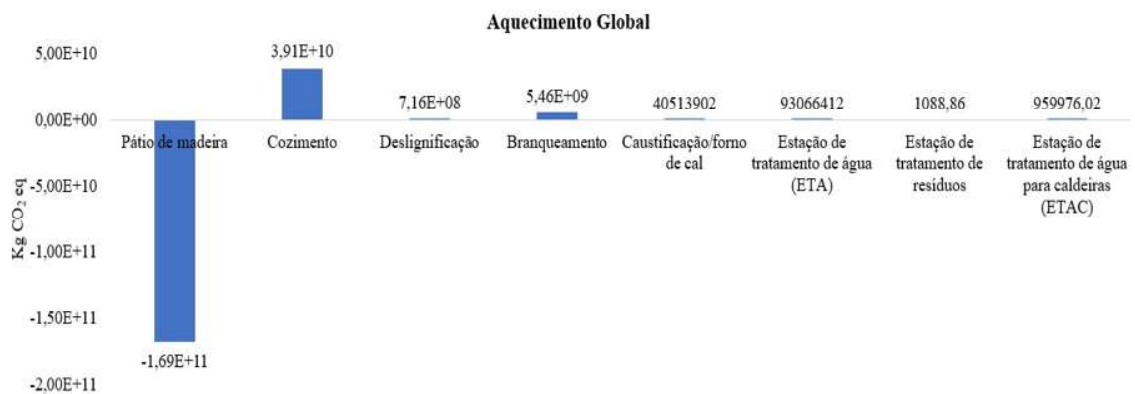 Aquecimento Global
5,00E+10
0,00E+00
-5,00E+10
-1,00E+11
-1,50E+11
-2,00E+11
Kg CO₂ eq
-1,69E+11
3,91E+10
7,16E+08
5,46E+09
40513902
93066412
1088,86
959976,02
Pátio de madeira
Cozimento
Deslignificação
Branqueamento
Caustificação/forno
de cal
Estação de
tratamento de água
(ETA)
Estação de
tratamento de
resíduos
Estação de
tratamento de água
para caldeiras
(ETAC)